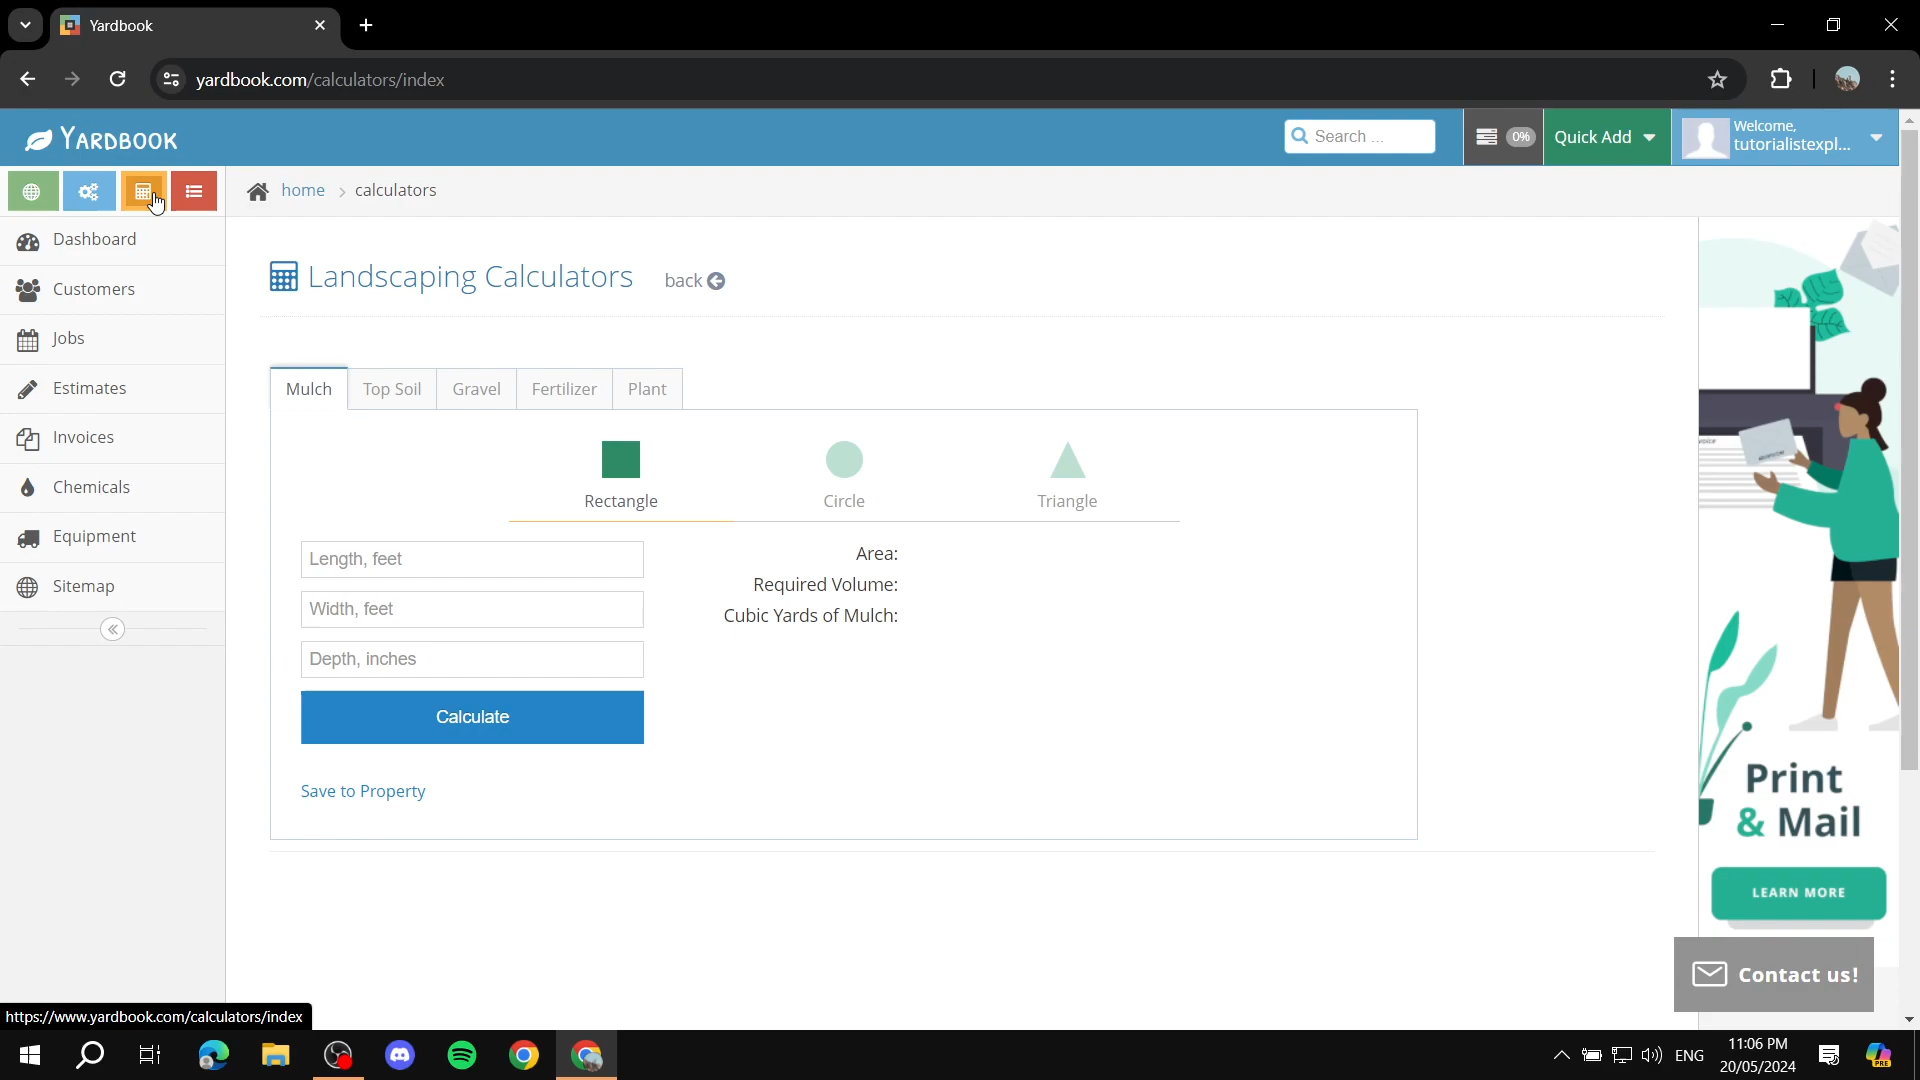 Yardbook
yardbook.com/calculators/index
YARDBOOK
Search ...
0%
Quick Add
Welcome,
tutorialistexpl...
home > calculators
Dashboard
Customers
Jobs
Estimates
Invoices
Chemicals
Equipment
Sitemap
Landscaping Calculators
back
Mulch
Top Soil
Gravel
Fertilizer
Plant
Rectangle
Circle
Triangle
Length, feet
Width, feet
Depth, inches
Calculate
Save to Property
Area:
Required Volume:
Cubic Yards of Mulch:
Print
& Mail
LEARN MORE
Contact us!
https://www.yardbook.com/calculators/index
ENG
11:06 PM
20/05/2024
PRE